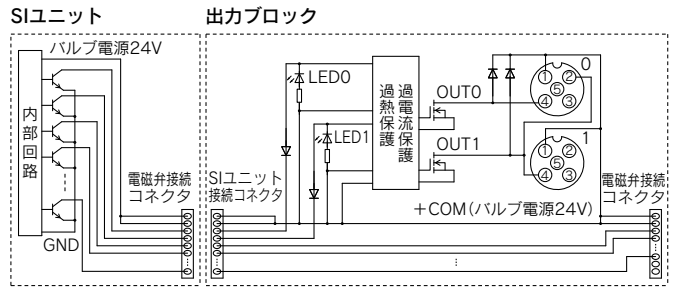 SIユニット
出力ブロック
バルブ電源24V
内部回路
GND
電磁弁接続
コネクタ
SIユニット
接続コネクタ
LED0
LED1
過電流保護
過熱保護
OUT0
OUT1
0
1
2
3
4
5
1
1
2
3
4
5
+COM(バルブ電源24V)
電磁弁接続
コネクタ